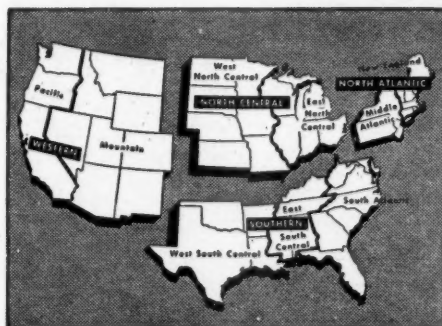 Pacific
WESTERN
Mountain
West
North Central
NORTH CENTRAL
East
North
Central
New England
NORTH ATLANTIC
Middle
Atlantic
East
South Atlantic
SOUTHERN
South
Central
West South Central